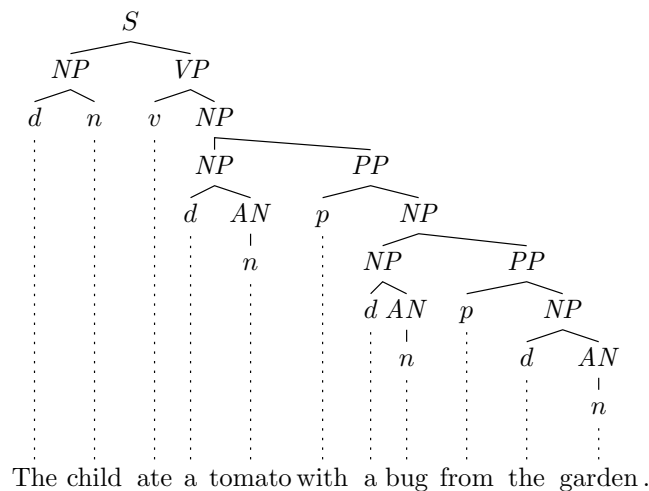 S
NP VP
d n v NP
NP PP
d AN p NP
n NP PP
d AN p NP
n d AN
n
The child ate a tomato with a bug from the garden .